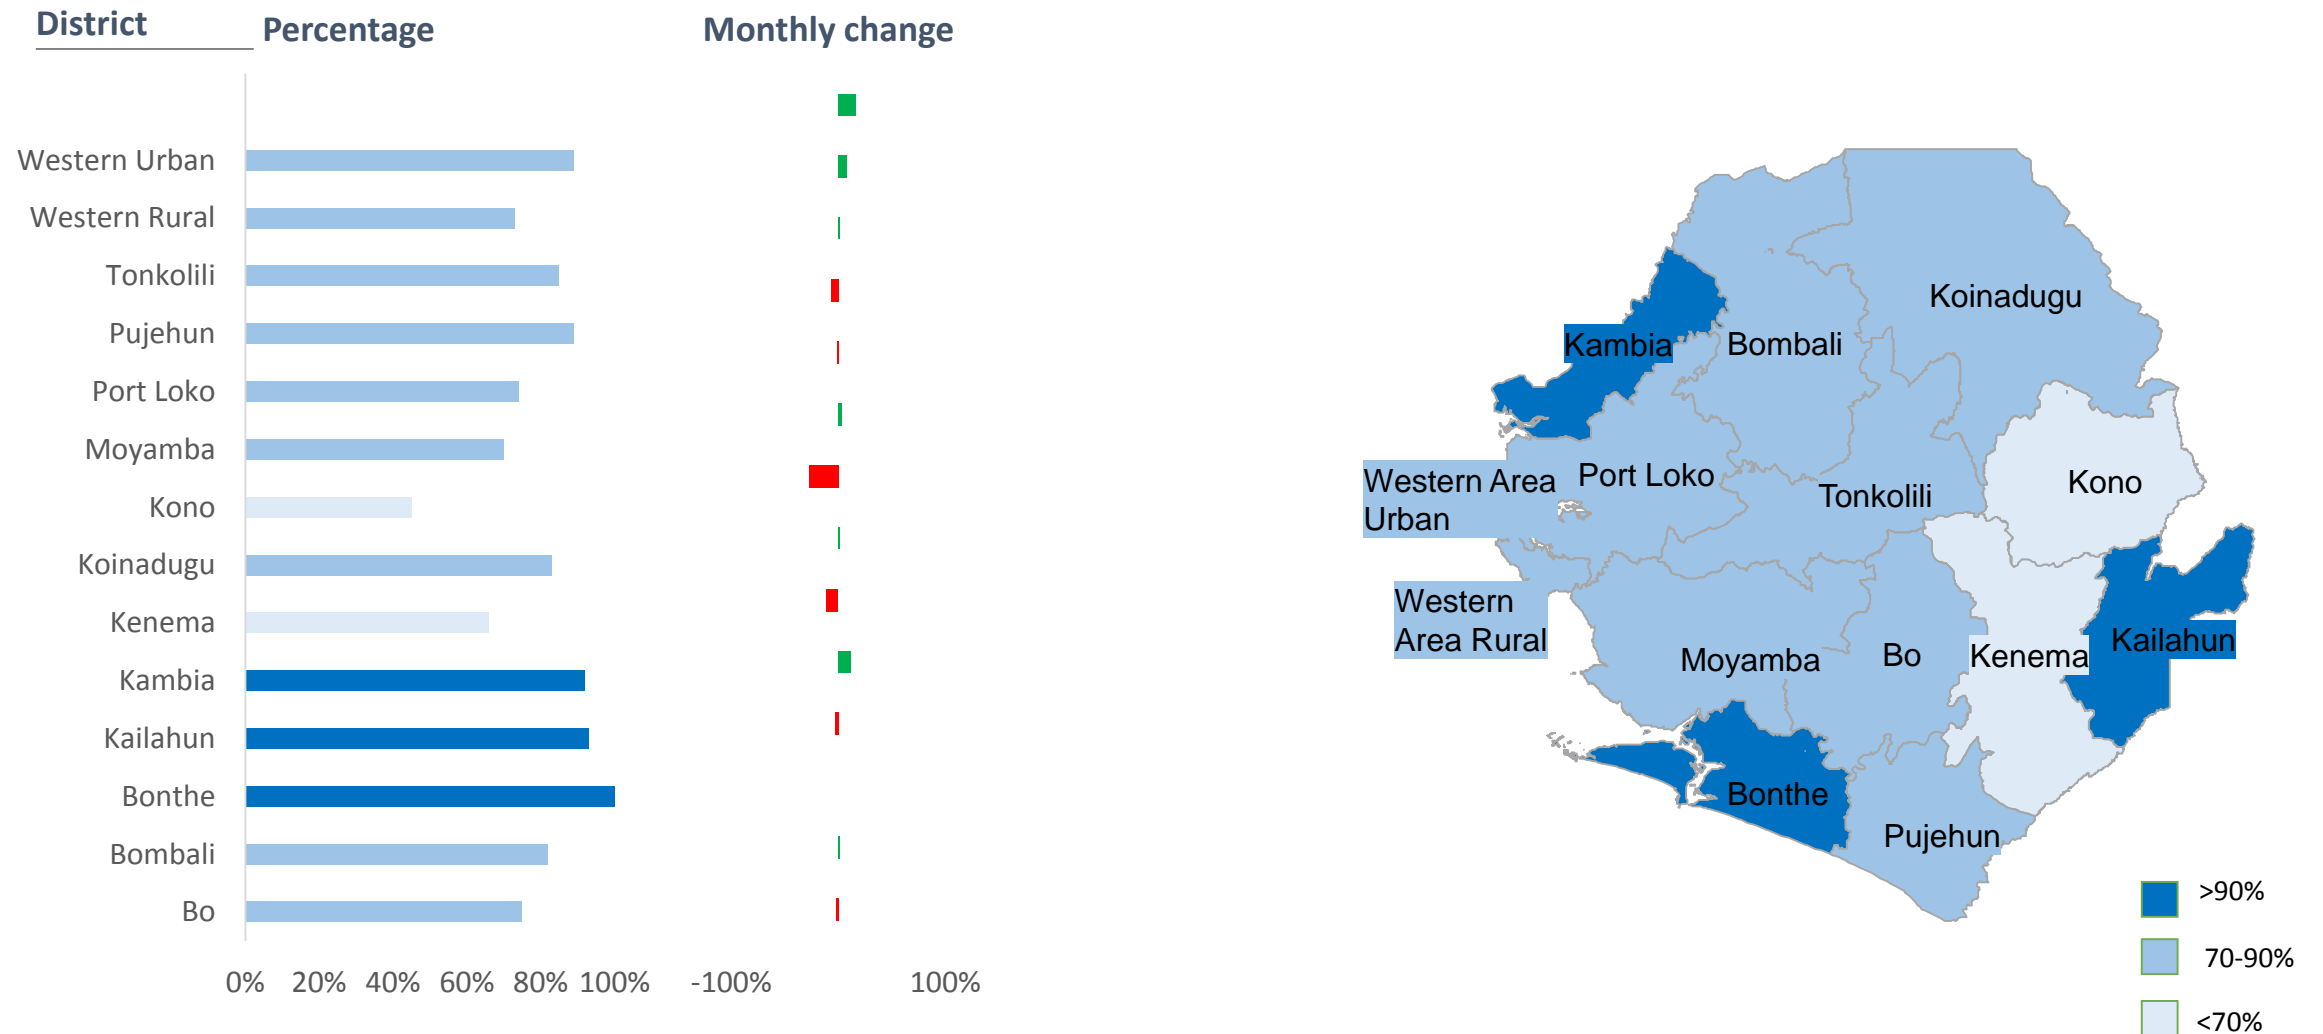 District
Percentage
Monthly change
Western Urban
Western Rural
Tonkolili
Pujehun
Port Loko
Moyamba
Kono
Koinadugu
Kenema
Kambia
Kailahun
Bonthe
Bombali
Bo
0% 20% 40% 60% 80% 100%
-100% 100%
Koinadugu
Kambia
Bombali
Western Area
Urban
Port Loko
Tonkolili
Kono
Western
Area Rural
Moyamba
Bo
Kenema
Kailahun
Bonthe
Pujehun
>90%
70-90%
<70%